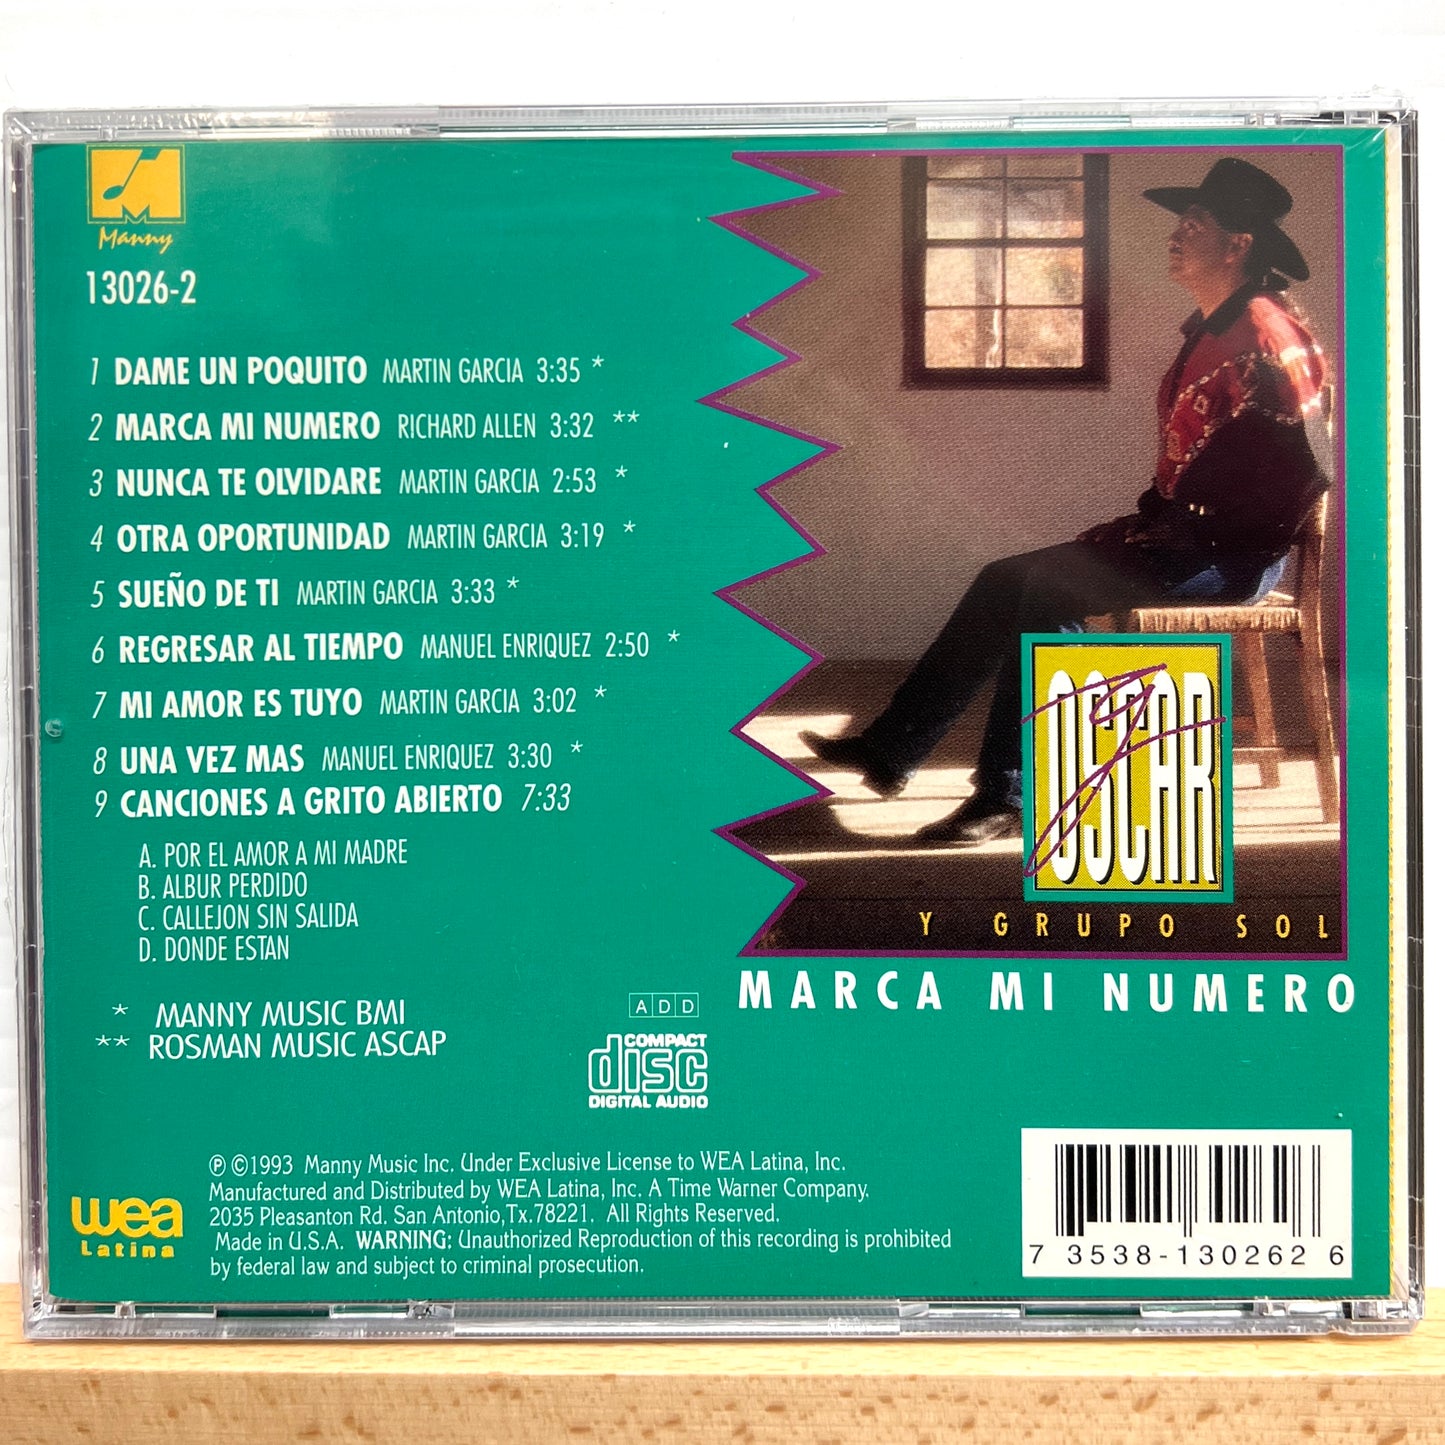 M
Manny
13026-2
1 DAME UN POQUITO MARTIN GARCIA 3:35 *
2 MARCA MI NUMERO RICHARD ALLEN 3:32 **
3 NUNCA TE OLVIDARE MARTIN GARCIA 2:53 *
4 OTRA OPORTUNIDAD MARTIN GARCIA 3:19 *
5 SUEÑO DE TI MARTIN GARCIA 3:33 *
6 REGRESAR AL TIEMPO MANUEL ENRIQUEZ 2:50 *
7 MI AMOR ES TUYO MARTIN GARCIA 3:02 *
8 UNA VEZ MAS MANUEL ENRIQUEZ 3:30 *
9 CANCIONES A GRITO ABIERTO 7:33
A. POR EL AMOR A MI MADRE
B. ALBUR PERDIDO
C. CALLEJON SIN SALIDA
D. DONDE ESTAN
* MANNY MUSIC BMI
** ROSMAN MUSIC ASCAP
OSCAR
G
Y GRUPO SOL
MARCA MI NUMERO
ADD
COMPACT
disc
DIGITAL AUDIO
wea
Latina
℗ ©1993 Manny Music Inc. Under Exclusive License to WEA Latina, Inc.
Manufactured and Distributed by WEA Latina, Inc. A Time Warner Company.
2035 Pleasanton Rd. San Antonio,Tx.78221. All Rights Reserved.
Made in U.S.A. WARNING: Unauthorized Reproduction of this recording is prohibited
by federal law and subject to criminal prosecution.
7 3538-13026 2 6